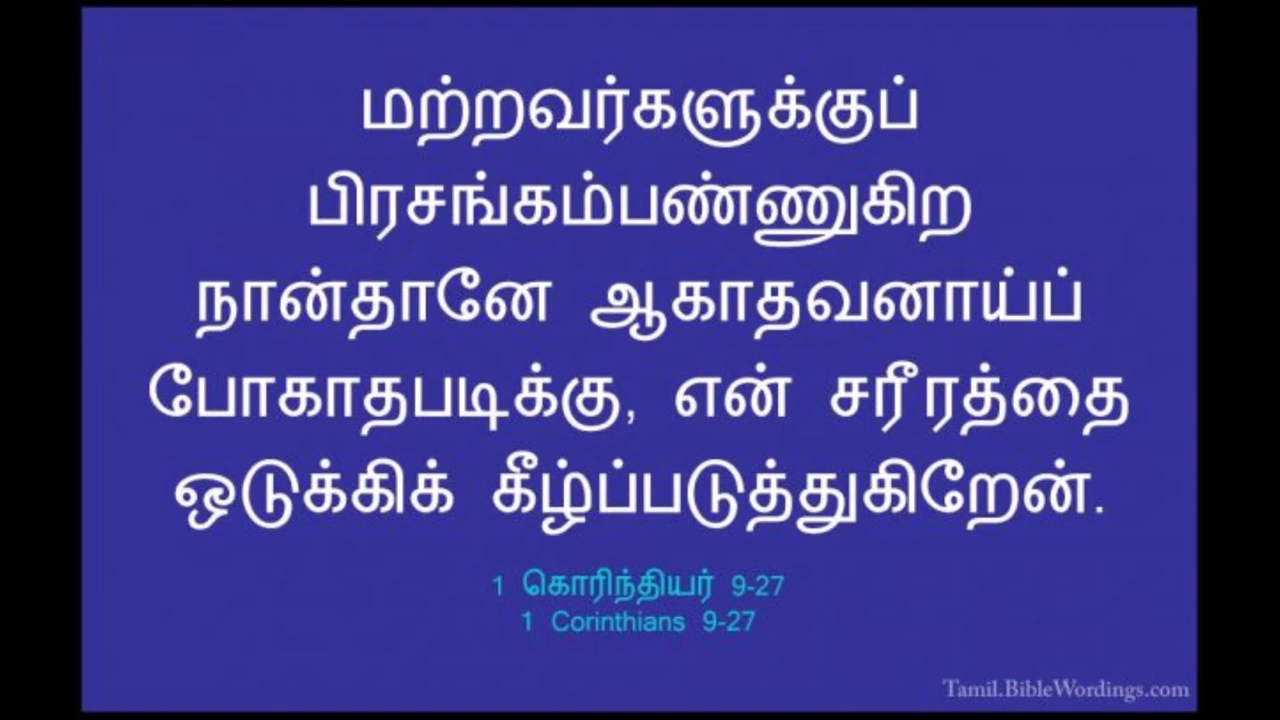 மற்றவர்களுக்குப்
பிரசங்கம்பண்ணுகிற
நான்தானே ஆகாதவனாய்ப்
போகாதபடிக்கு, என் சரீரத்தை
ஒடுக்கிக் கீழ்ப்படுத்துகிறேன்.
1 கொரிந்தியர் 9-27
1 Corinthians 9-27
Tamil.BibleWordings.com